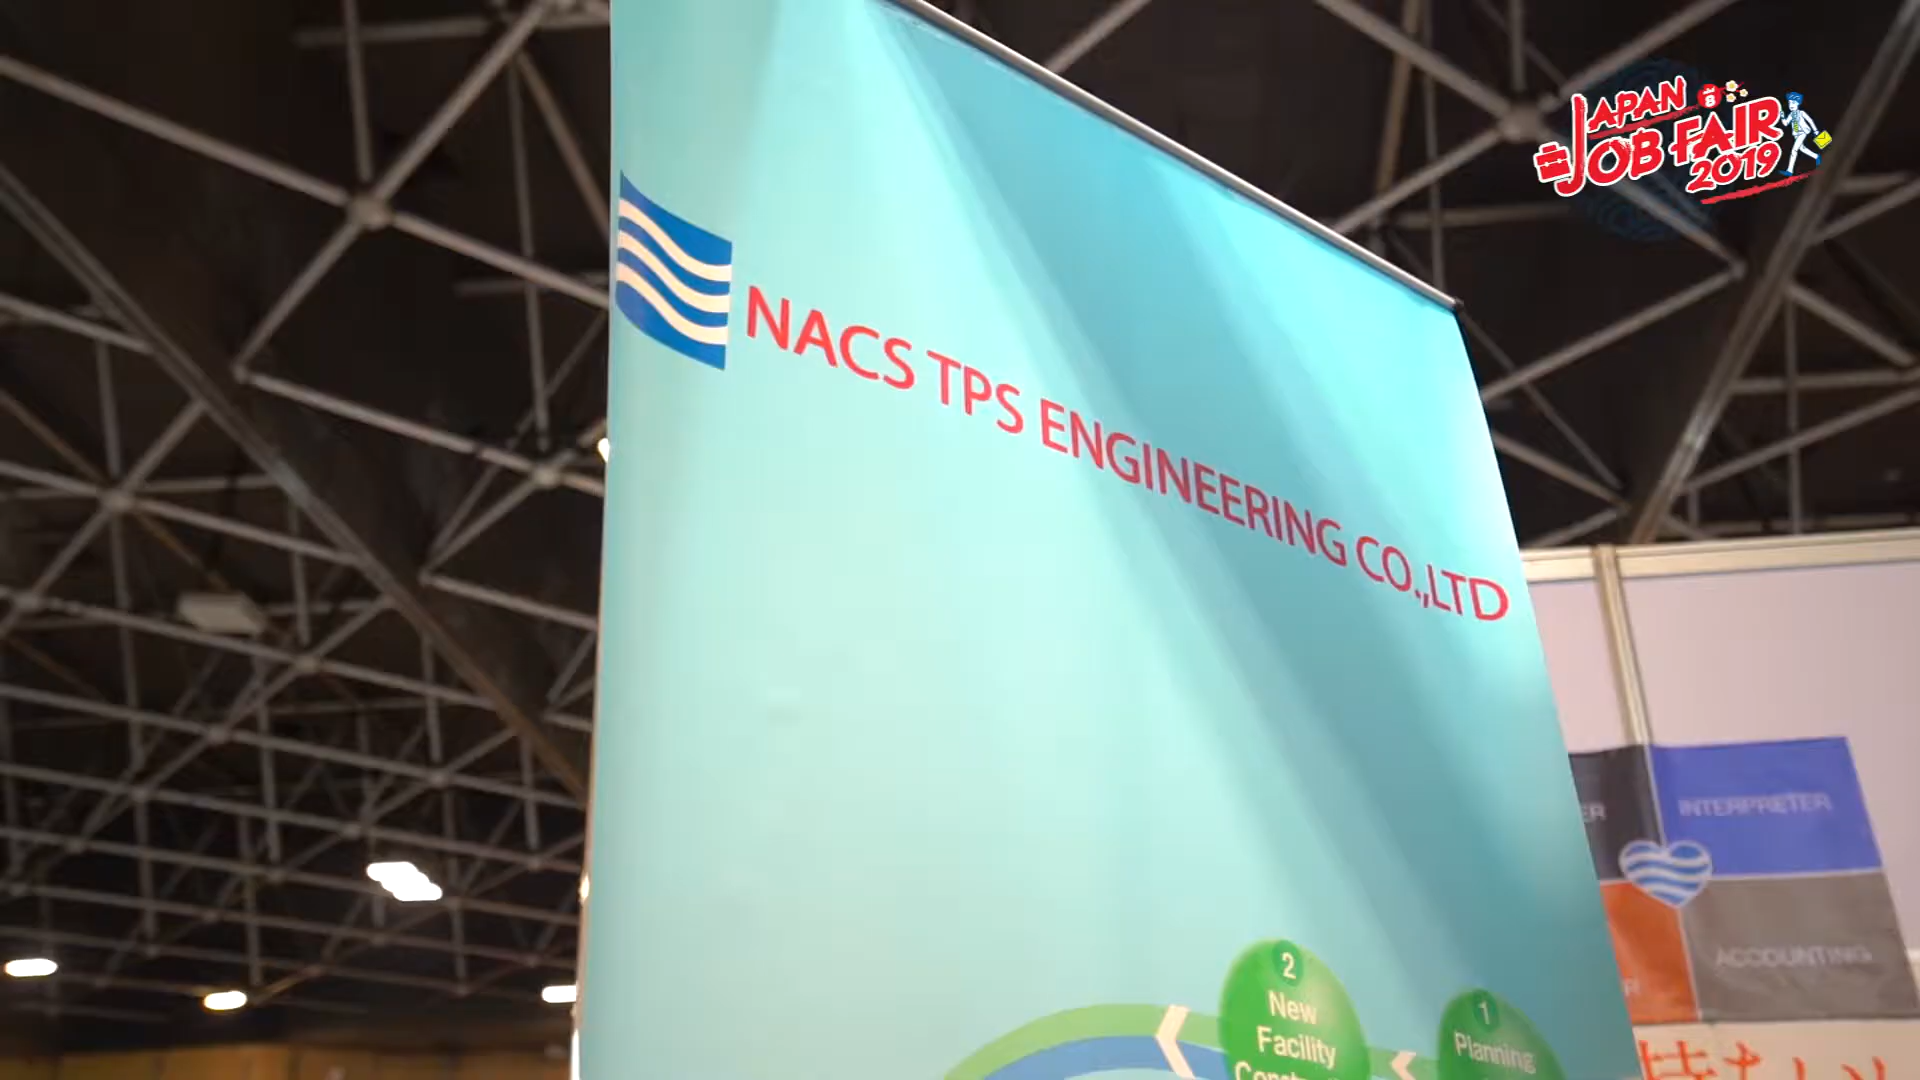 JAPAN
JOB FAIR
2019
NACS TPS ENGINEERING CO.,LTD
INTERPRETER
ACCOUNTING
2
New
Facility
1
Planning